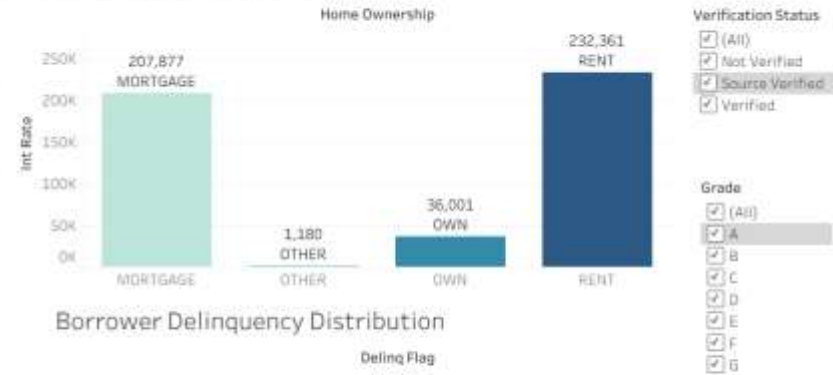 Home Ownership
250K
200K
150K
100K
50K
0K
Int Rate
207,877
MORTGAGE
1,180
OTHER
36,001
OWN
232,361
RENT
MORTGAGE OTHER OWN RENT
Verification Status
(All)
Not Verified
Source Verified
Verified
Grade
(All)
A
B
C
D
E
F
G
Borrower Delinquency Distribution
Delinq Flag